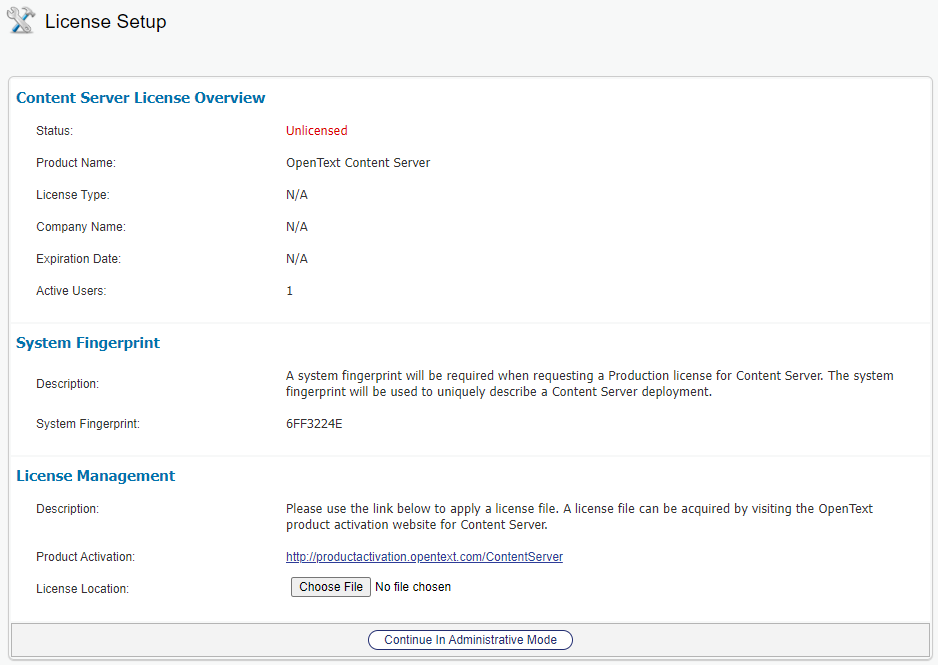 License Setup
Content Server License Overview
Status: Unlicensed
Product Name: OpenText Content Server
License Type: N/A
Company Name: N/A
Expiration Date: N/A
Active Users: 1
System Fingerprint
Description: A system fingerprint will be required when requesting a Production license for Content Server. The system
fingerprint will be used to uniquely describe a Content Server deployment.
System Fingerprint: 6FF3224E
License Management
Description: Please use the link below to apply a license file. A license file can be acquired by visiting the OpenText
product activation website for Content Server.
Product Activation: http://productactivation.opentext.com/ContentServer
License Location: Choose File No file chosen
Continue In Administrative Mode